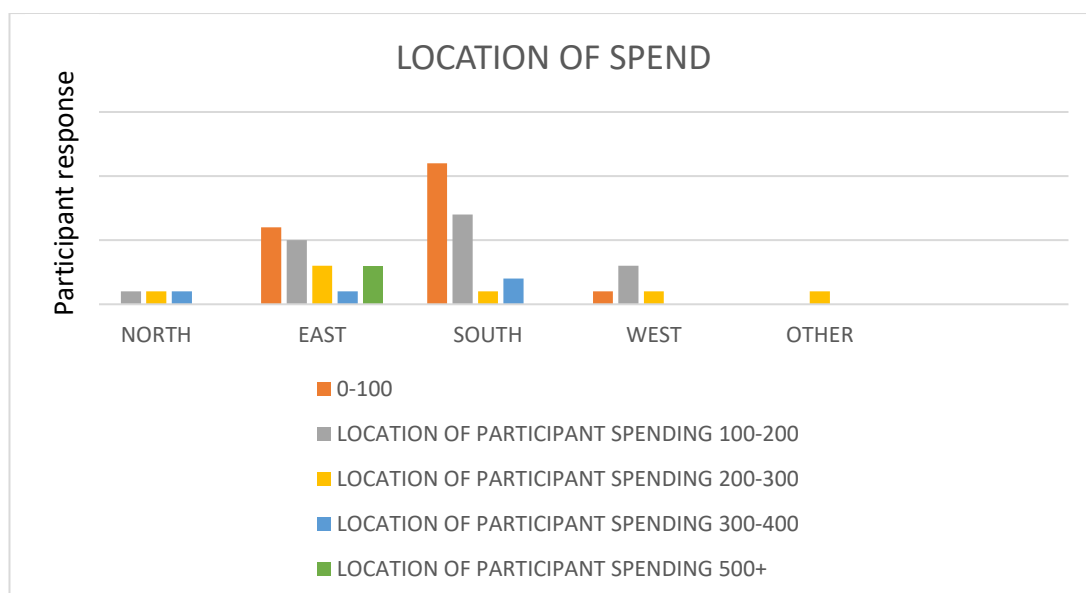 LOCATION OF SPEND
Participant response
NORTH EAST SOUTH WEST OTHER
0-100
LOCATION OF PARTICIPANT SPENDING 100-200
LOCATION OF PARTICIPANT SPENDING 200-300
LOCATION OF PARTICIPANT SPENDING 300-400
LOCATION OF PARTICIPANT SPENDING 500+